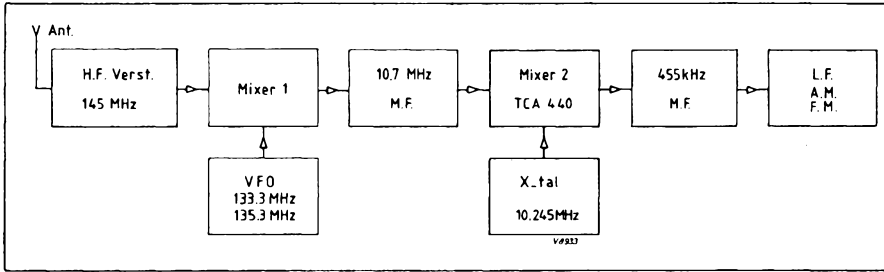 Ant.
H.F. Verst.
145 MHz
Mixer 1
10,7 MHz
M.F.
Mixer 2
TCA 440
455kHz
M.F.
L.F.
A.M.
F.M.
VFO
133.3 MHz
135.3 MHz
X_tal
10,245MHz
V8933